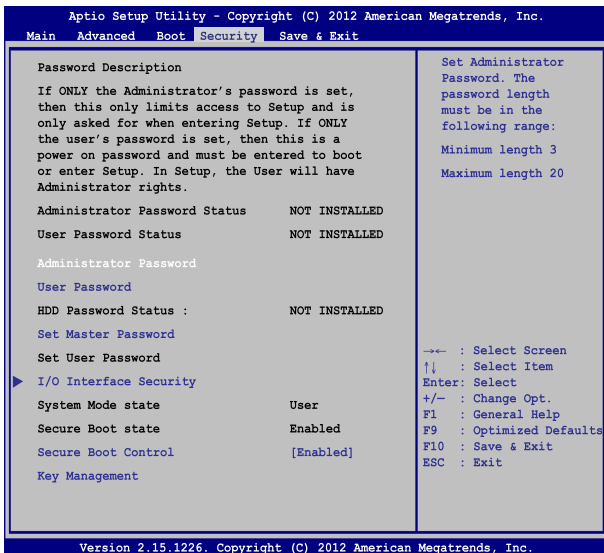 Aptio Setup Utility - Copyright (C) 2012 American Megatrends, Inc.
Main Advanced Boot Security Save & Exit
Password Description
If ONLY the Administrator's password is set,
then this only limits access to Setup and is
only asked for when entering Setup. If ONLY
the user's password is set, then this is a
power on password and must be entered to boot
or enter Setup. In Setup, the User will have
Administrator rights.
Administrator Password Status NOT INSTALLED
User Password Status NOT INSTALLED
Administrator Password
User Password
HDD Password Status : NOT INSTALLED
Set Master Password
Set User Password
I/O Interface Security
System Mode state User
Secure Boot state Enabled
Secure Boot Control [Enabled]
Key Management
Set Administrator
Password. The
password length
must be in the
following range:
Minimum length 3
Maximum length 20
→← : Select Screen
↑↓ : Select Item
Enter: Select
+/— : Change Opt.
F1 : General Help
F9 : Optimized Defaults
F10 : Save & Exit
ESC : Exit
Version 2.15.1226. Copyright (C) 2012 American Megatrends, Inc.